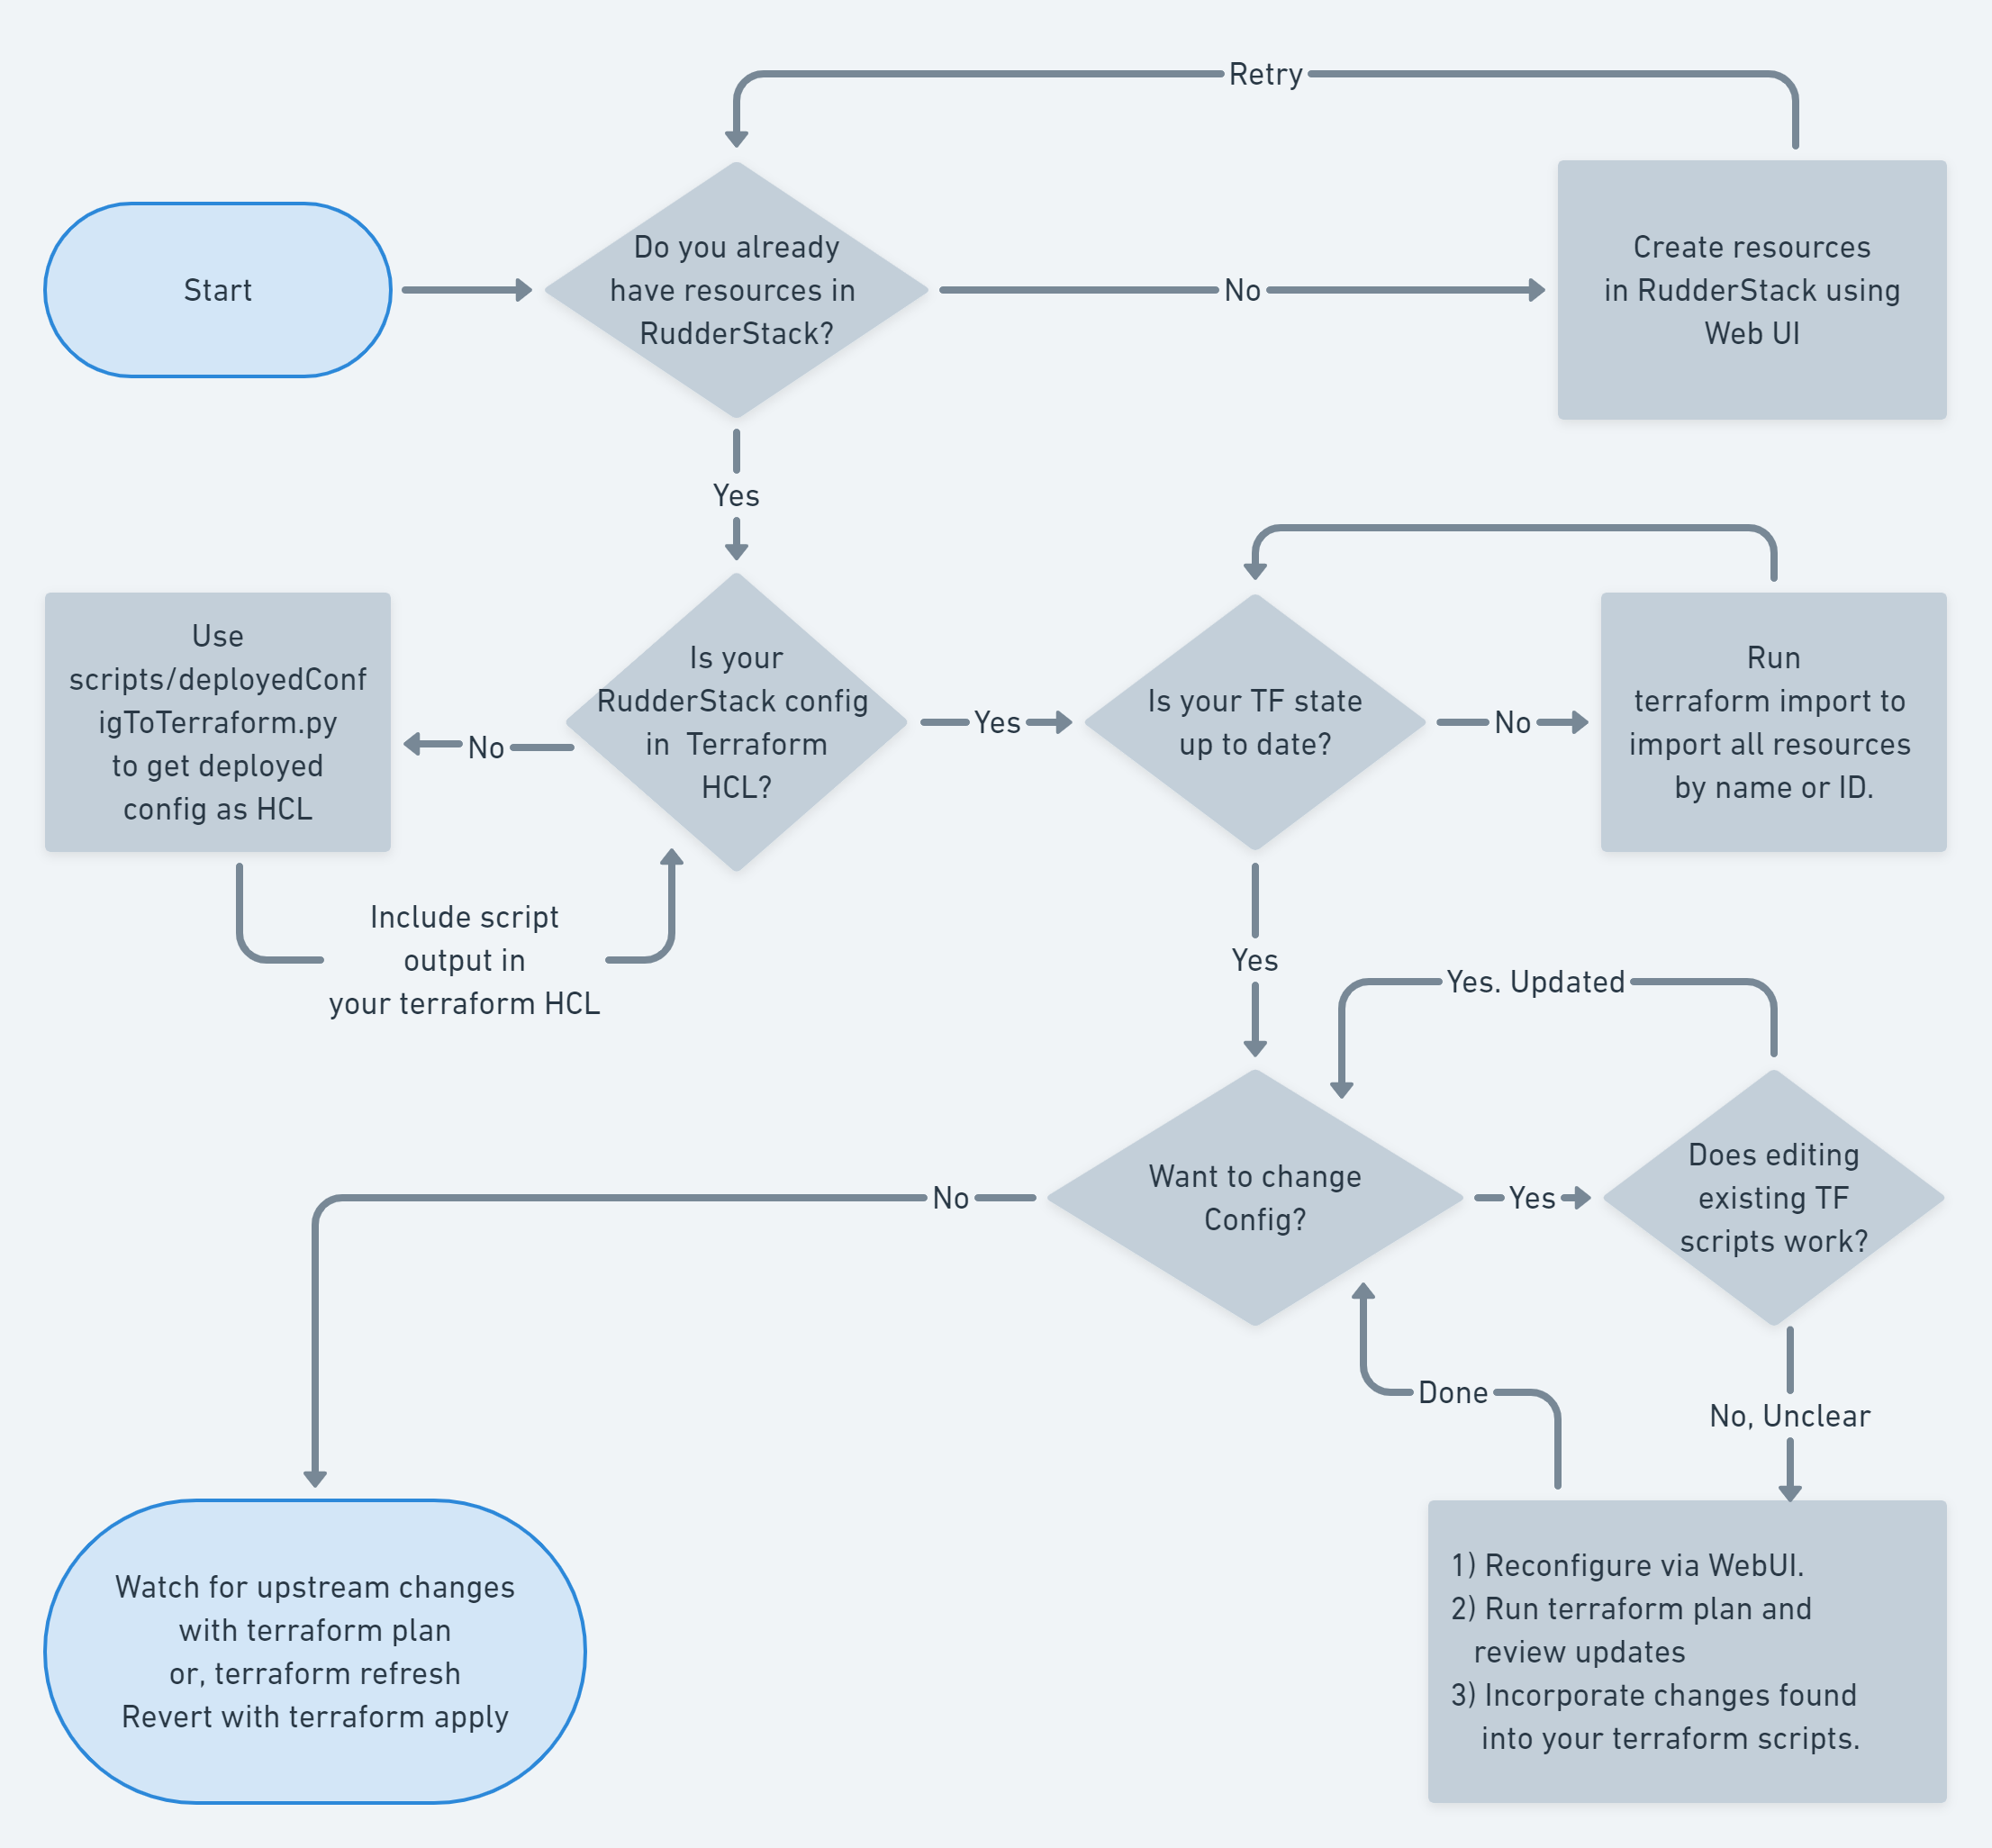 Retry
Start
Do you already
have resources in
RudderStack?
No
Create resources
in RudderStack using
Web UI
Yes
Use
scripts/deployedConf
igToTerraform.py
to get deployed
config as HCL
No
Is your
RudderStack config
in  Terraform
HCL?
Yes
Is your TF state
up to date?
No
Run
terraform import to
import all resources
by name or ID.
Include script
output in
your terraform HCL
Yes
Yes. Updated
No
Want to change
Config?
Yes
Does editing
existing TF
scripts work?
Done
No, Unclear
Watch for upstream changes
with terraform plan
or, terraform refresh
Revert with terraform apply
1) Reconfigure via WebUI.
2) Run terraform plan and
review updates
3) Incorporate changes found
into your terraform scripts.